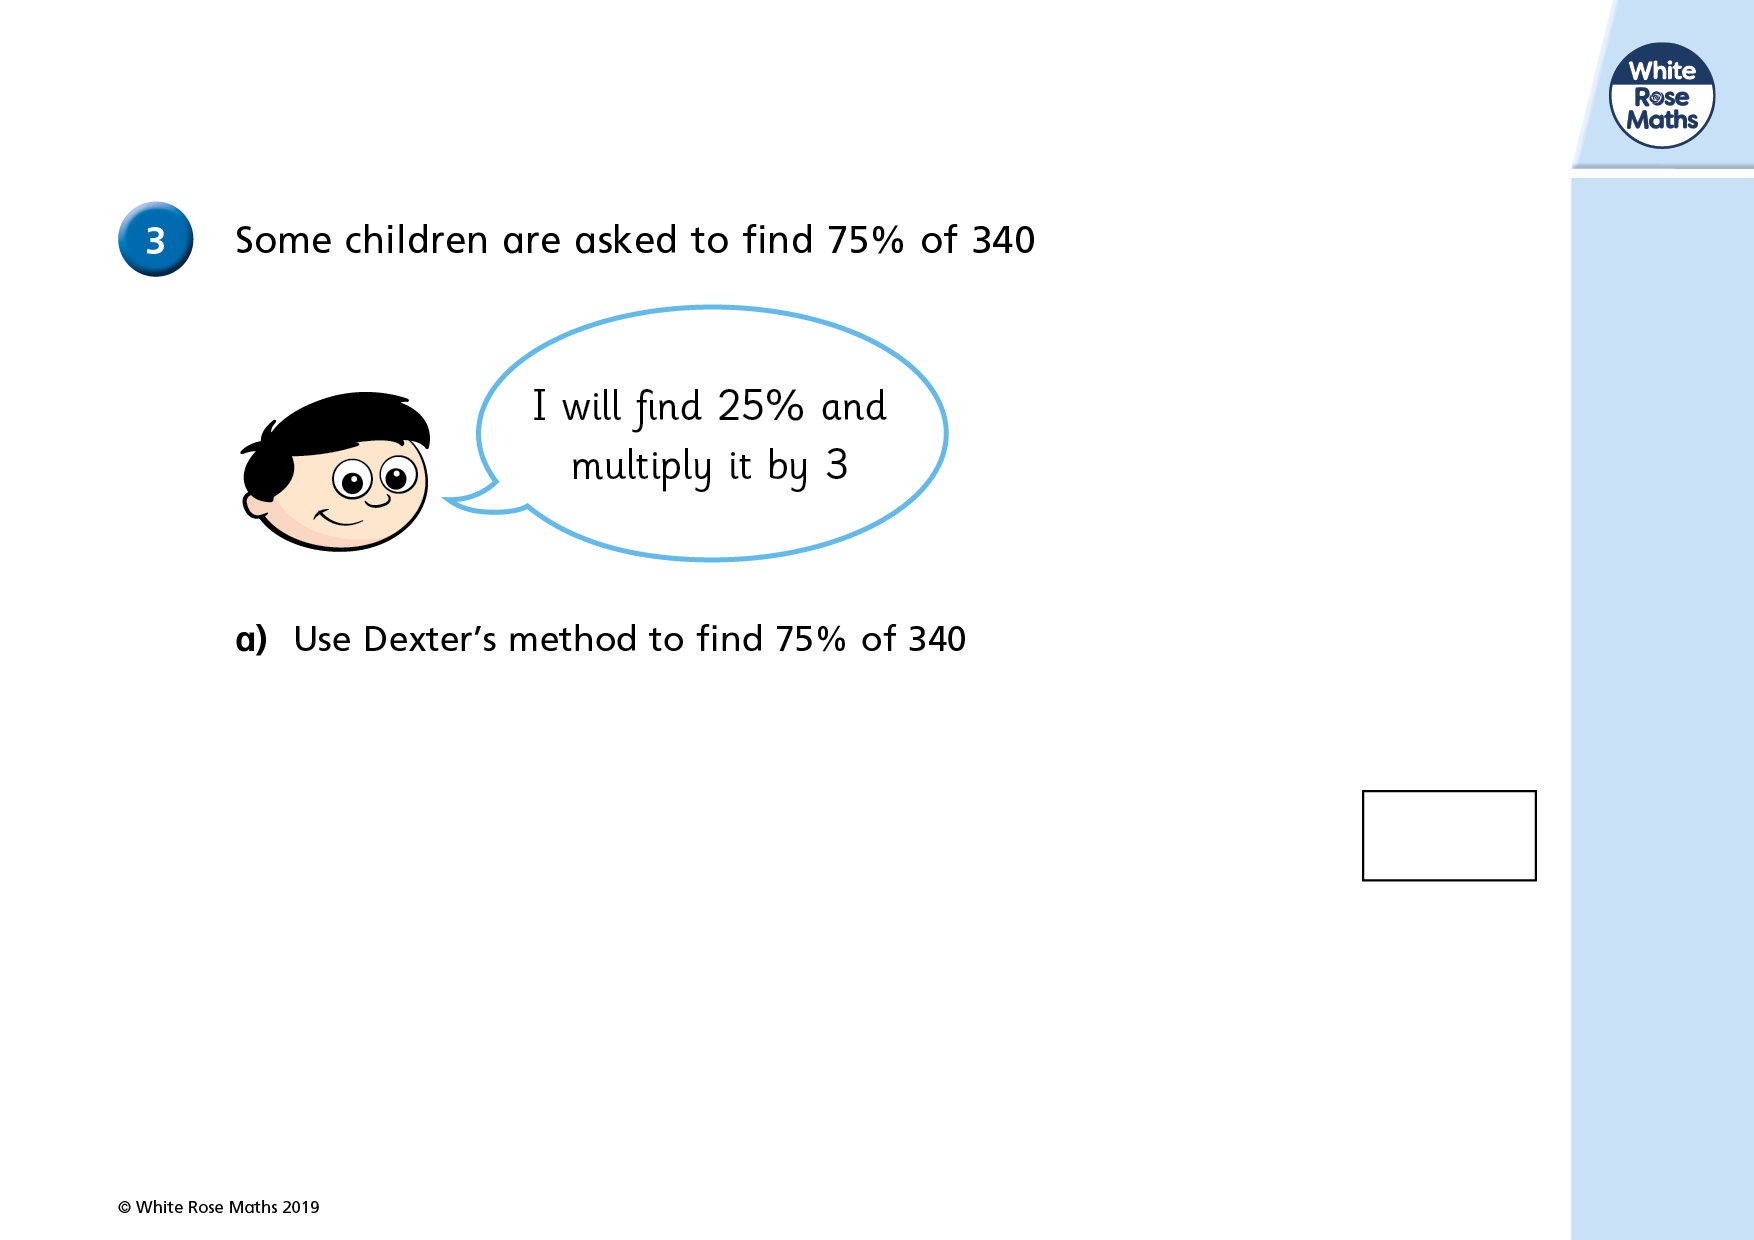 White
Rose
Maths
3 Some children are asked to find 75% of 340
I will find 25% and
multiply it by 3
a) Use Dexter’s method to find 75% of 340
© White Rose Maths 2019